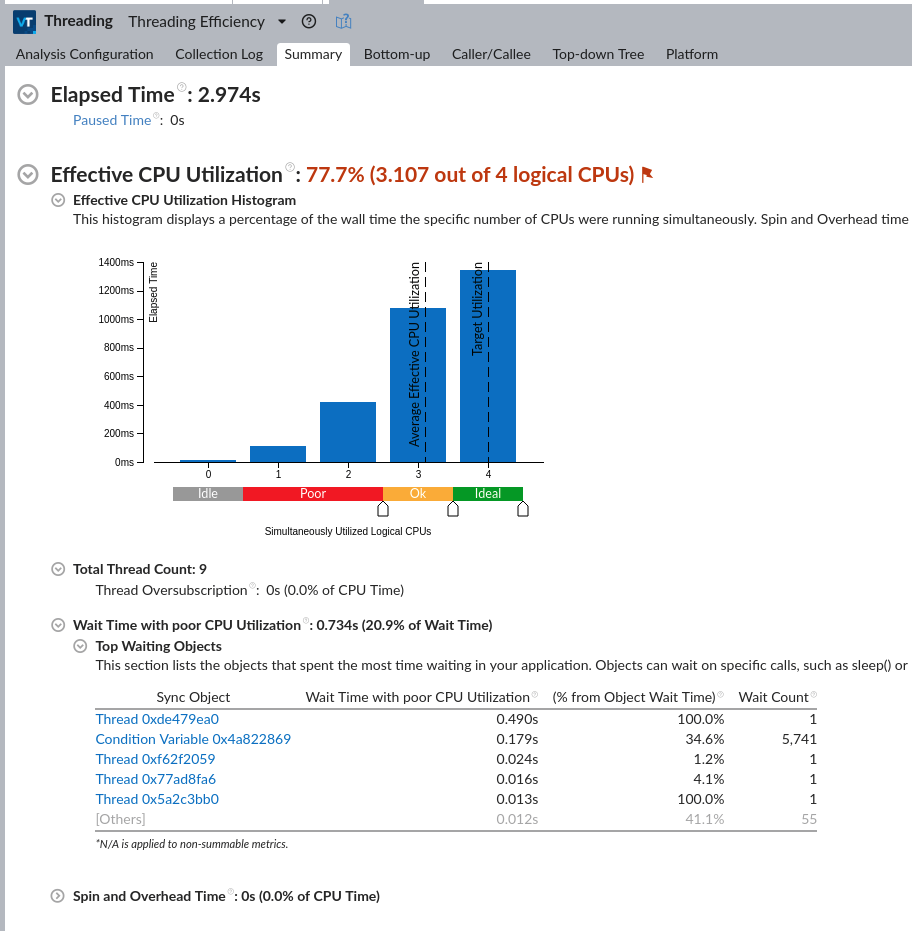 VT Threading Threading Efficiency ?
Analysis Configuration Collection Log Summary Bottom-up Caller/Callee Top-down Tree Platform
Elapsed Time ? : 2.974s
Paused Time ? : 0s
Effective CPU Utilization ? : 77.7% (3.107 out of 4 logical CPUs)
Effective CPU Utilization Histogram
This histogram displays a percentage of the wall time the specific number of CPUs were running simultaneously. Spin and Overhead time
1400ms
1200ms
1000ms
800ms
600ms
400ms
200ms
0ms
Elapsed Time
Average Effective CPU Utilization
Target Utilization
0 1 2 3 4
Idle Poor Ok Ideal
Simultaneously Utilized Logical CPUs
Total Thread Count: 9
Thread Oversubscription ? : 0s (0.0% of CPU Time)
Wait Time with poor CPU Utilization ? : 0.734s (20.9% of Wait Time)
Top Waiting Objects
This section lists the objects that spent the most time waiting in your application. Objects can wait on specific calls, such as sleep() or
Sync Object Wait Time with poor CPU Utilization ? (% from Object Wait Time) ? Wait Count ?
Thread 0xde479ea0 0.490s 100.0% 1
Condition Variable 0x4a822869 0.179s 34.6% 5,741
Thread 0xf62f2059 0.024s 1.2% 1
Thread 0x77ad8fa6 0.016s 4.1% 1
Thread 0x5a2c3bb0 0.013s 100.0% 1
[Others] 0.012s 41.1% 55
*N/A is applied to non-summable metrics.
Spin and Overhead Time ? : 0s (0.0% of CPU Time)